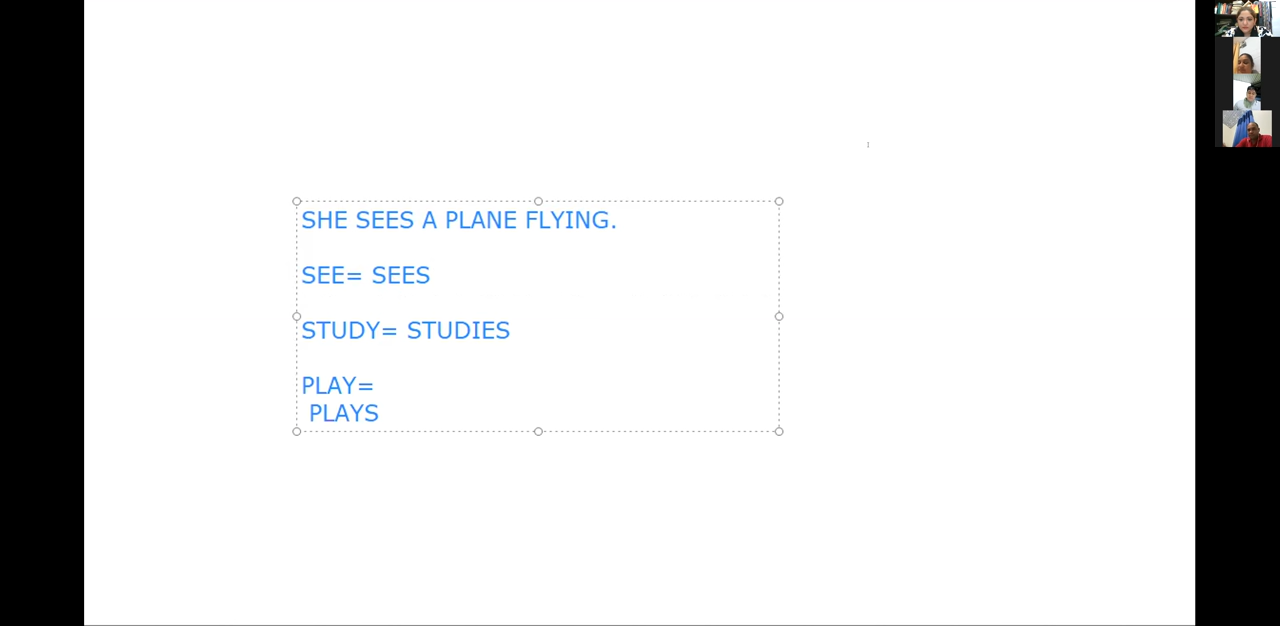 SHE SEES A PLANE FLYING.
SEE= SEES
STUDY= STUDIES
PLAY=
PLAYS